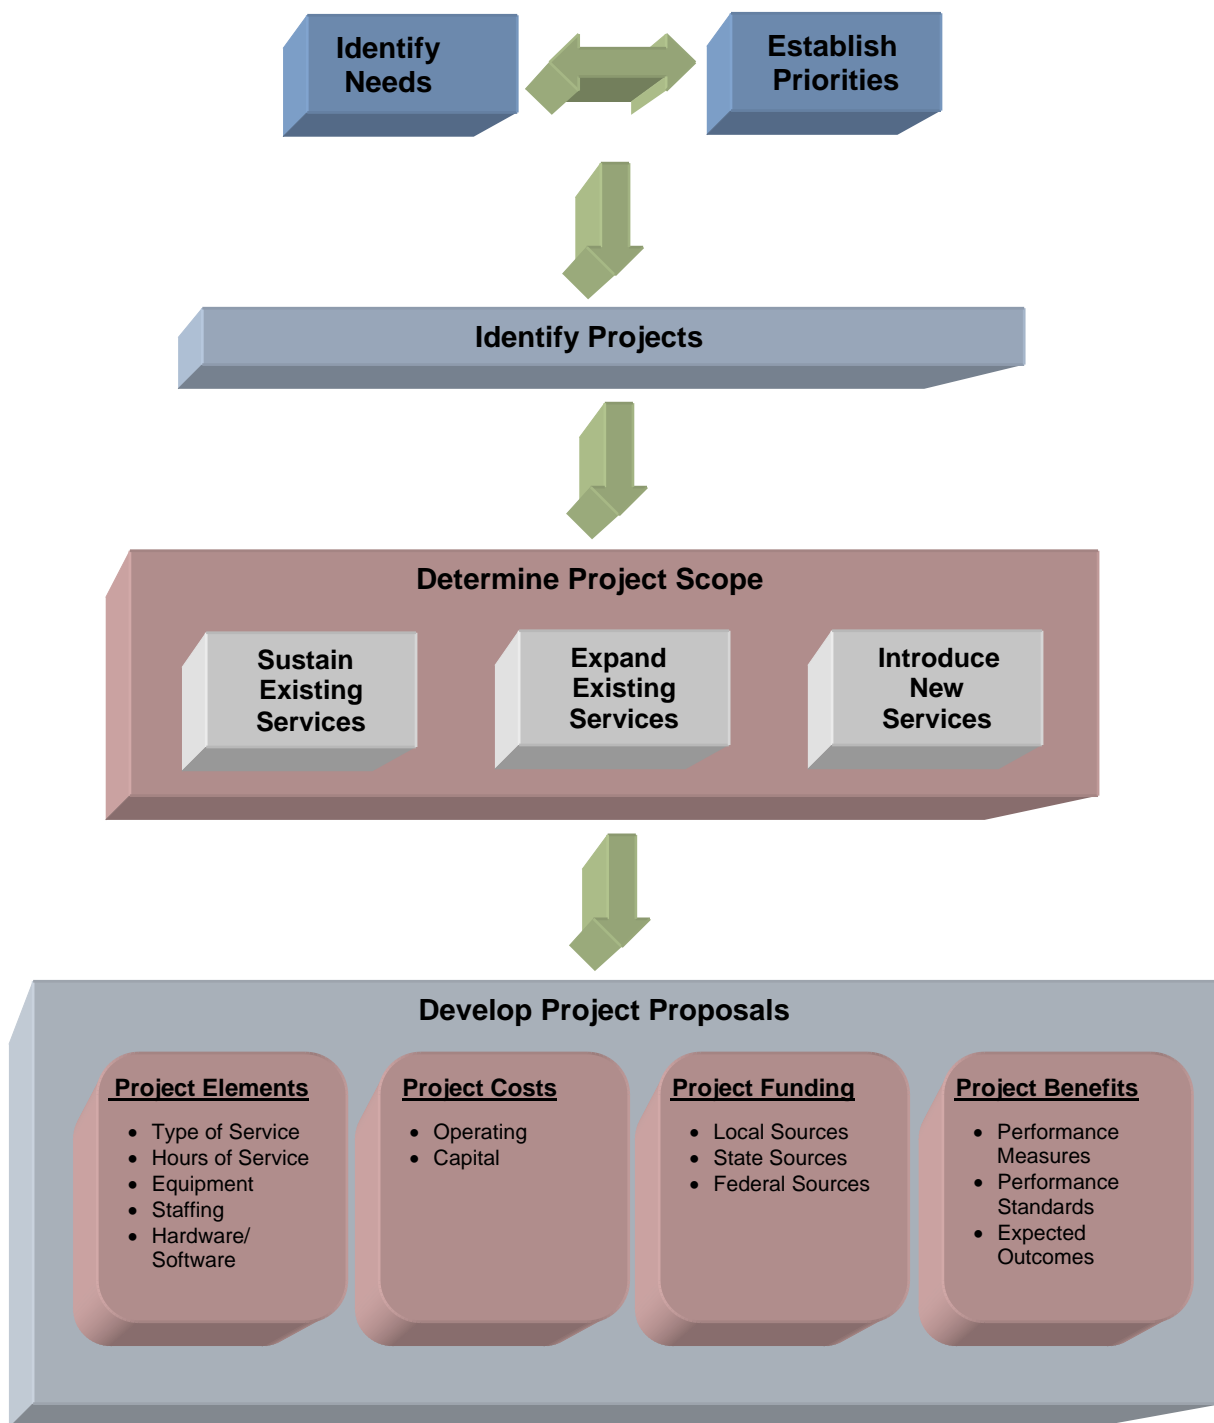 Identify
Needs
Establish
Priorities
Identify Projects
Determine Project Scope
Sustain
Existing
Services
Expand
Existing
Services
Introduce
New
Services
Develop Project Proposals
Project Elements
• Type of Service
• Hours of Service
• Equipment
• Staffing
• Hardware/
Software
Project Costs
• Operating
• Capital
Project Funding
• Local Sources
• State Sources
• Federal Sources
Project Benefits
• Performance
Measures
• Performance
Standards
• Expected
Outcomes